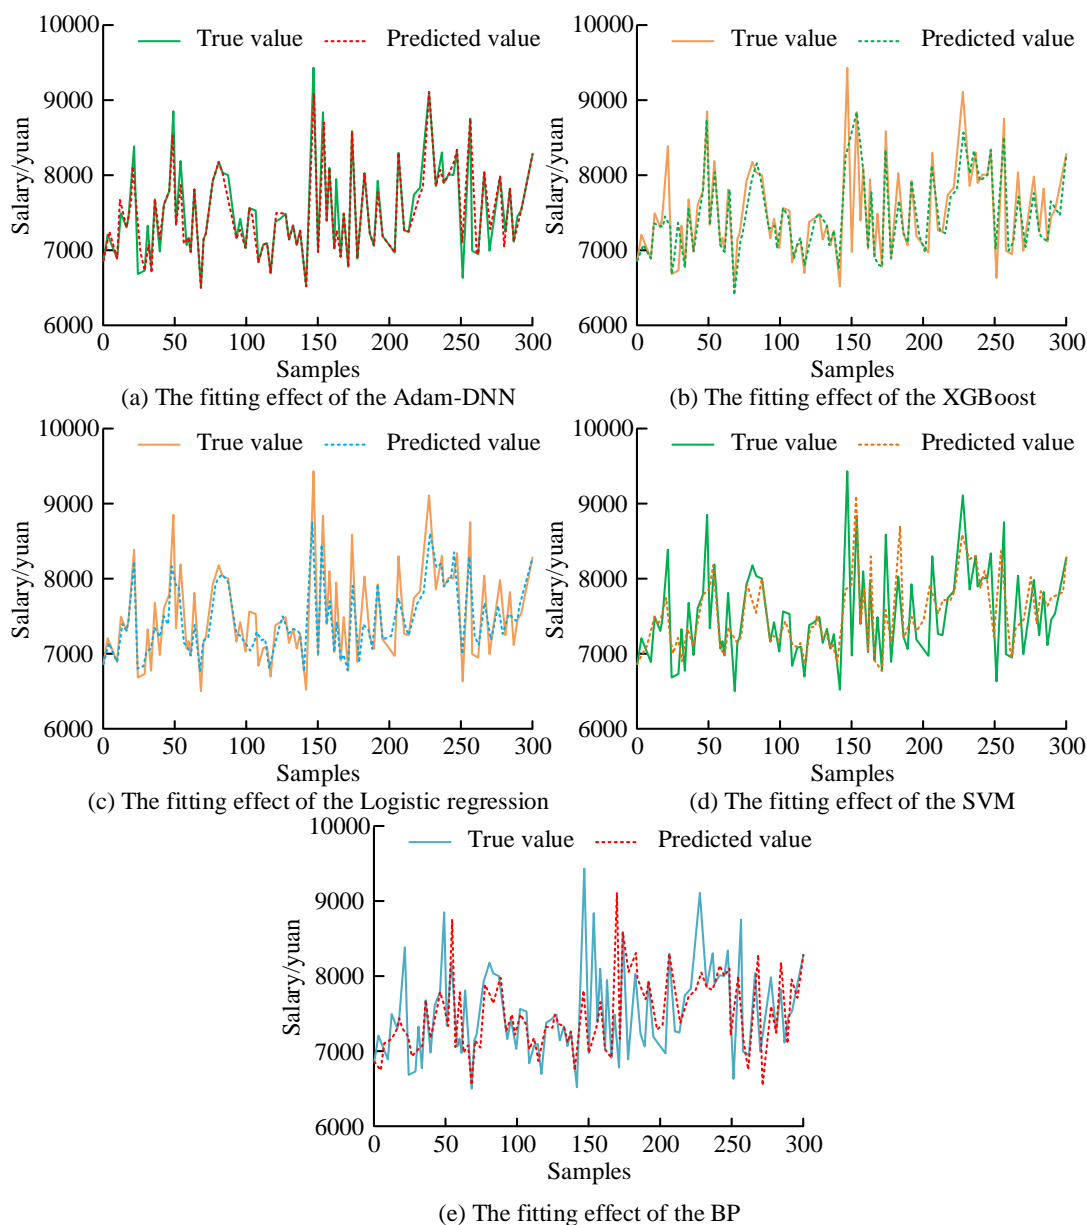 10000
9000
8000
7000
6000
Salary/yuan
True value Predicted value
0 50 100 150 200 250 300
Samples
(a) The fitting effect of the Adam-DNN
10000
9000
8000
7000
6000
Salary/yuan
True value Predicted value
0 50 100 150 200 250 300
Samples
(b) The fitting effect of the XGBoost
10000
9000
8000
7000
6000
Salary/yuan
True value Predicted value
0 50 100 150 200 250 300
Samples
(c) The fitting effect of the Logistic regression
10000
9000
8000
7000
6000
Salary/yuan
True value Predicted value
0 50 100 150 200 250 300
Samples
(d) The fitting effect of the SVM
10000
9000
8000
7000
6000
Salary/yuan
True value Predicted value
0 50 100 150 200 250 300
Samples
(e) The fitting effect of the BP